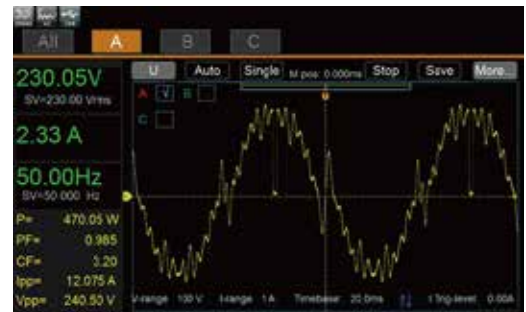 All A B C
230.05V
SV=230.00 Vrms
2.33 A
50.00Hz
SV=50.000 Hz
P= 470.05 W
PF= 0.985
CF= 3.20
Ipp= 12.075 A
Vpp= 240.50 V
U Auto Single M pos: 0.000ms Stop Save More...
A √ B
C
V-range 100 V I-range 1A Timebase 20.0ms t Trig-level 0.00A